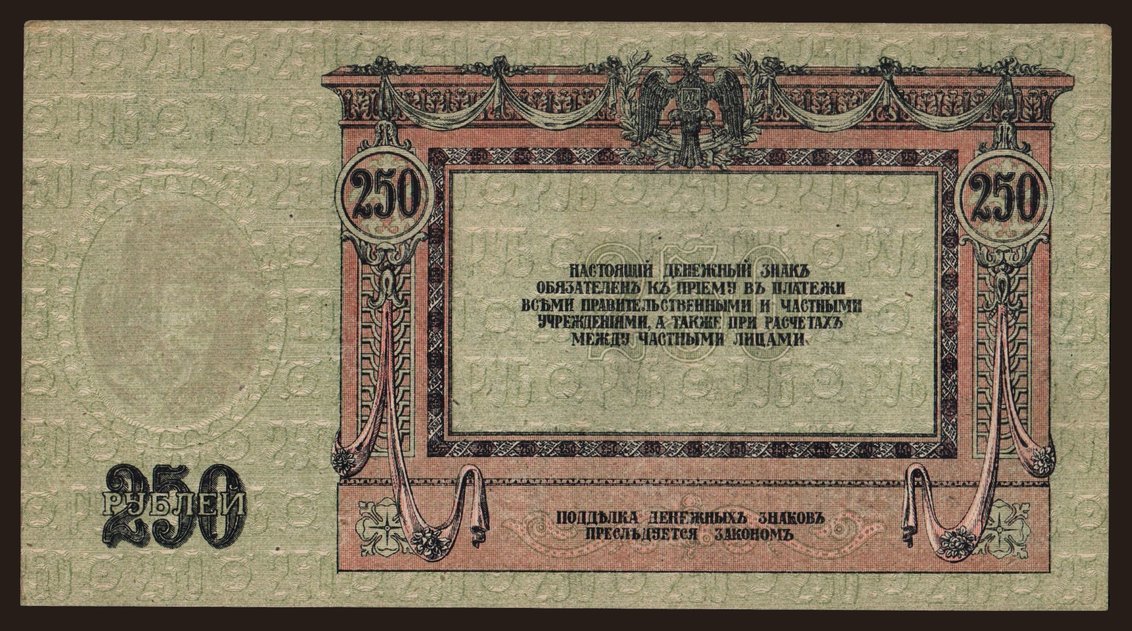 250
250
НАСТОЯЩІЙ ДЕНЕЖНЫЙ ЗНАКЪ
ОБЯЗАТЕЛЕНЪ КЪ ПРІЕМУ ВЪ ПЛАТЕЖИ
ВСѢМИ ПРАВИТЕЛЬСТВЕННЫМИ И ЧАСТНЫМИ
УЧРЕЖДЕНІЯМИ, А ТАКЖЕ ПРИ РАСЧЕТАХЪ
МЕЖДУ ЧАСТНЫМИ ЛИЦАМИ.
250
250
РУБЛЕЙ
ПОДДѢЛКА ДЕНЕЖНЫХЪ ЗНАКОВЪ
ПРЕСЛѢДУЕТСЯ ЗАКОНОМЪ